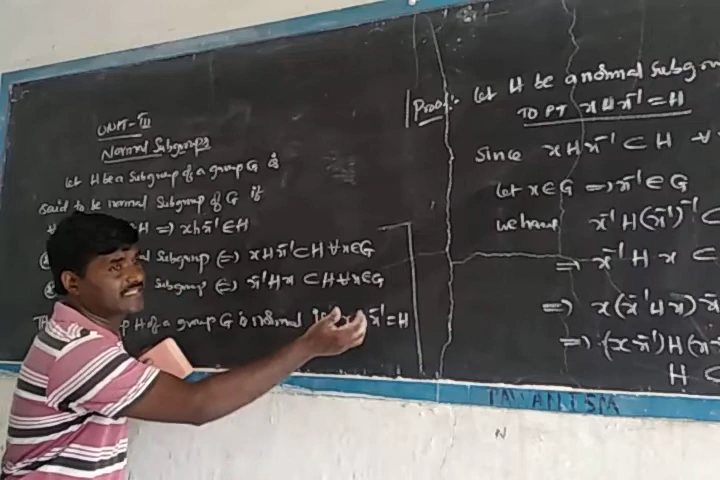 UNIT-III
Normal Subgroups
Let H be a Subgroup of a group G is
Said to be normal Subgroup of G if
H => xhx⁻¹ ∈ H
Subgroup (=) xHx⁻¹ ⊂ H ∀ x∈G
Subgroup (=) x⁻¹Hx ⊂ H ∀ x∈G
H of a group G is normal x⁻¹ = H
Proof:- Let H be a normal Subgrou
TO PT xHx⁻¹ = H
Since xHx⁻¹ ⊂ H ∀
Let x∈G => x⁻¹∈G
we have x⁻¹H(x⁻¹)⁻¹ ⊂
=> x⁻¹Hx ⊂
=> x(x⁻¹Hx)x⁻
=> (xx⁻¹)H(x
H ⊂